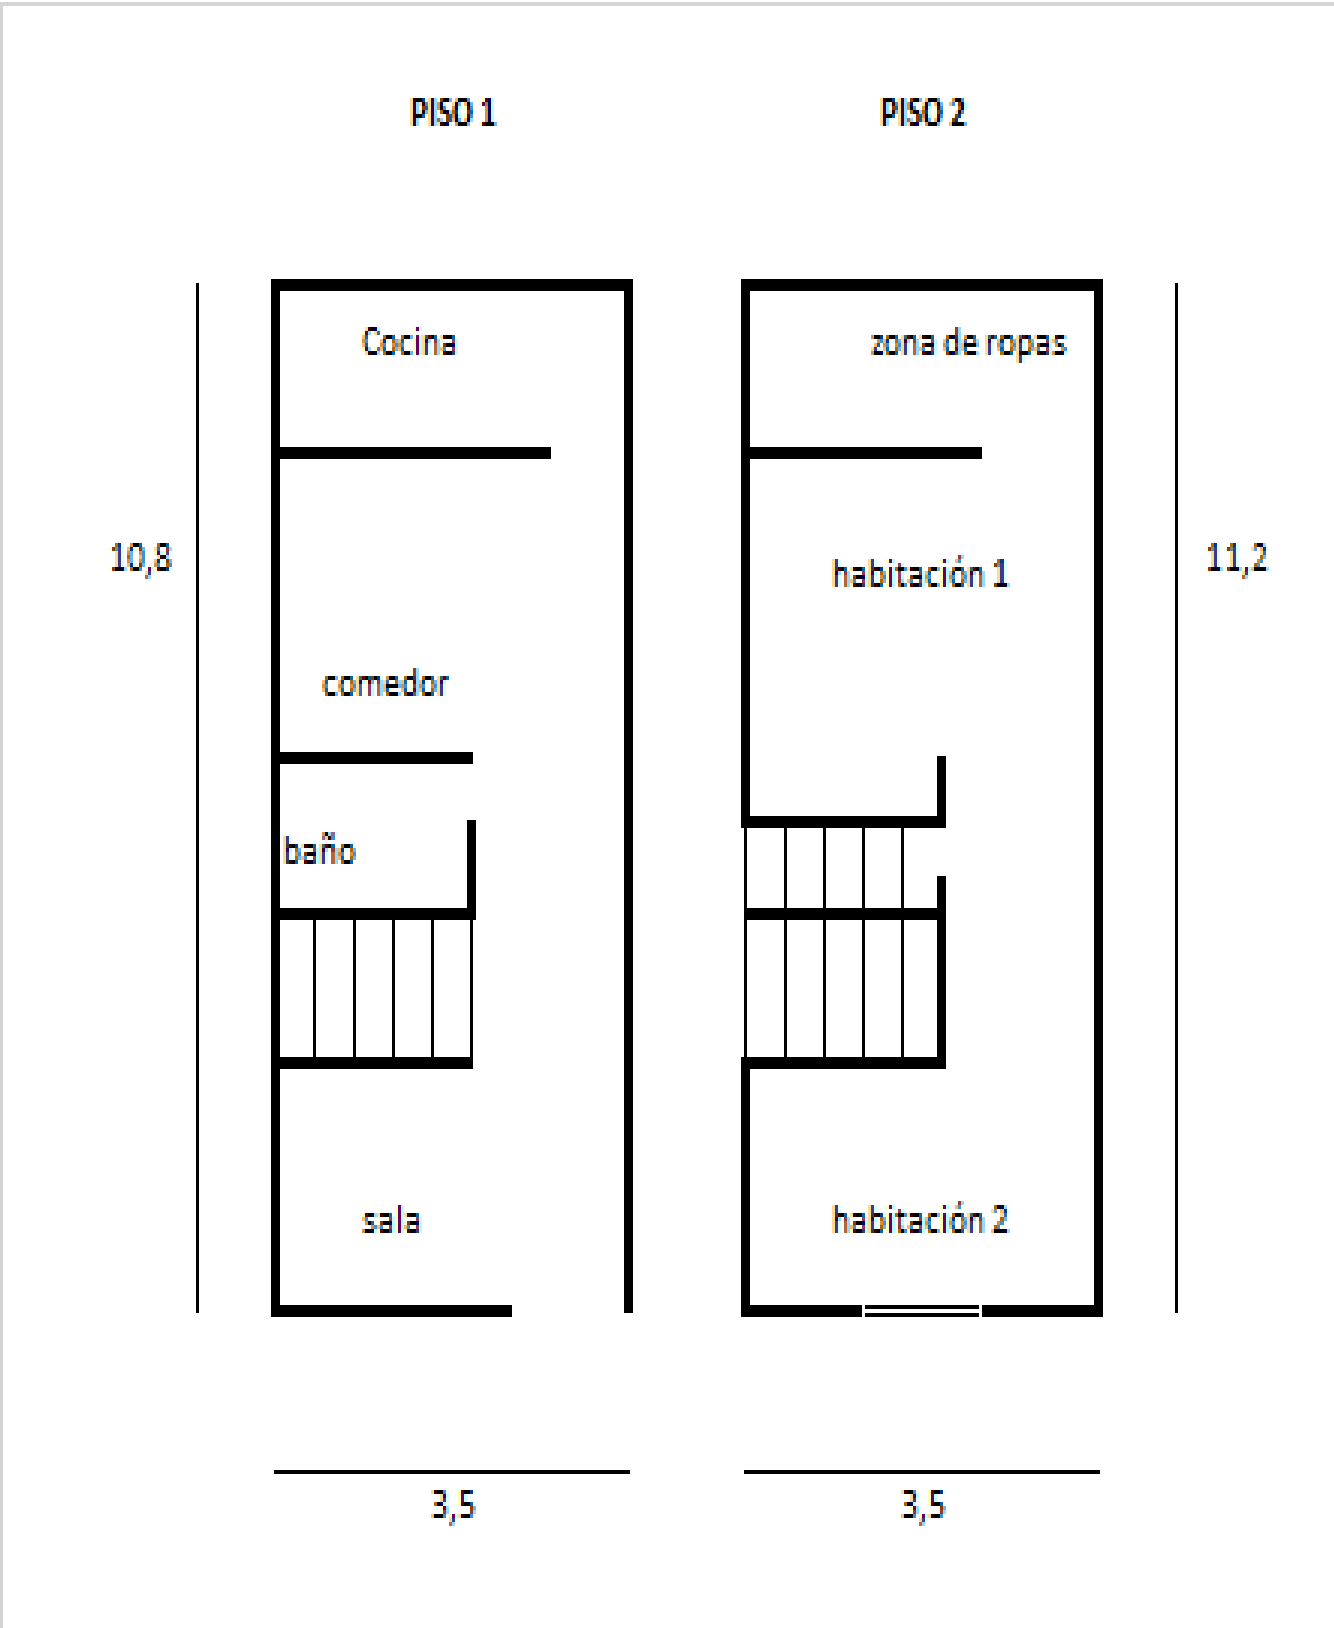 PISO 1
PISO 2
Cocina
zona de ropas
10,8
habitación 1
11,2
comedor
baño
sala
habitación 2
3,5
3,5